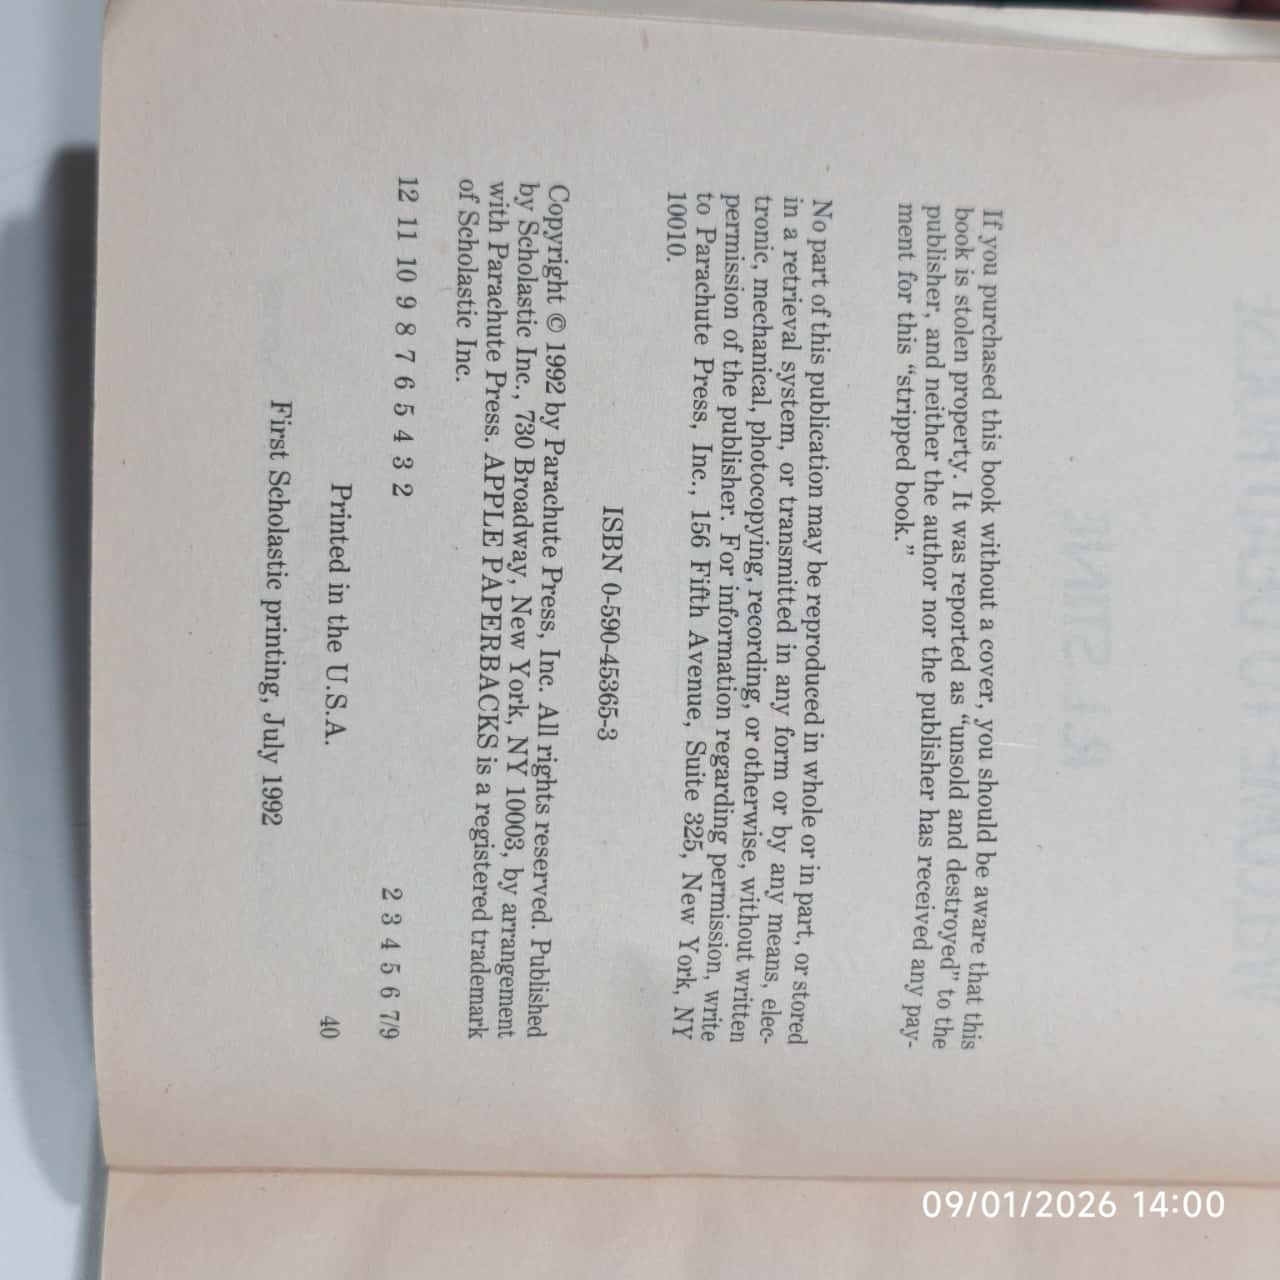 If you purchased this book without a cover, you should be aware that this
book is stolen property. It was reported as “unsold and destroyed” to the
publisher, and neither the author nor the publisher has received any pay-
ment for this “stripped book.”
No part of this publication may be reproduced in whole or in part, or stored
in a retrieval system, or transmitted in any form or by any means, elec-
tronic, mechanical, photocopying, recording, or otherwise, without written
permission of the publisher. For information regarding permission, write
to Parachute Press, Inc., 156 Fifth Avenue, Suite 325, New York, NY
10010.
ISBN 0-590-45365-3
Copyright © 1992 by Parachute Press, Inc. All rights reserved. Published
by Scholastic Inc., 730 Broadway, New York, NY 10003, by arrangement
with Parachute Press. APPLE PAPERBACKS is a registered trademark
of Scholastic Inc.
12 11 10 9 8 7 6 5 4 3 2 2 3 4 5 6 7/9
Printed in the U.S.A. 40
First Scholastic printing, July 1992
09/01/2026 14:00